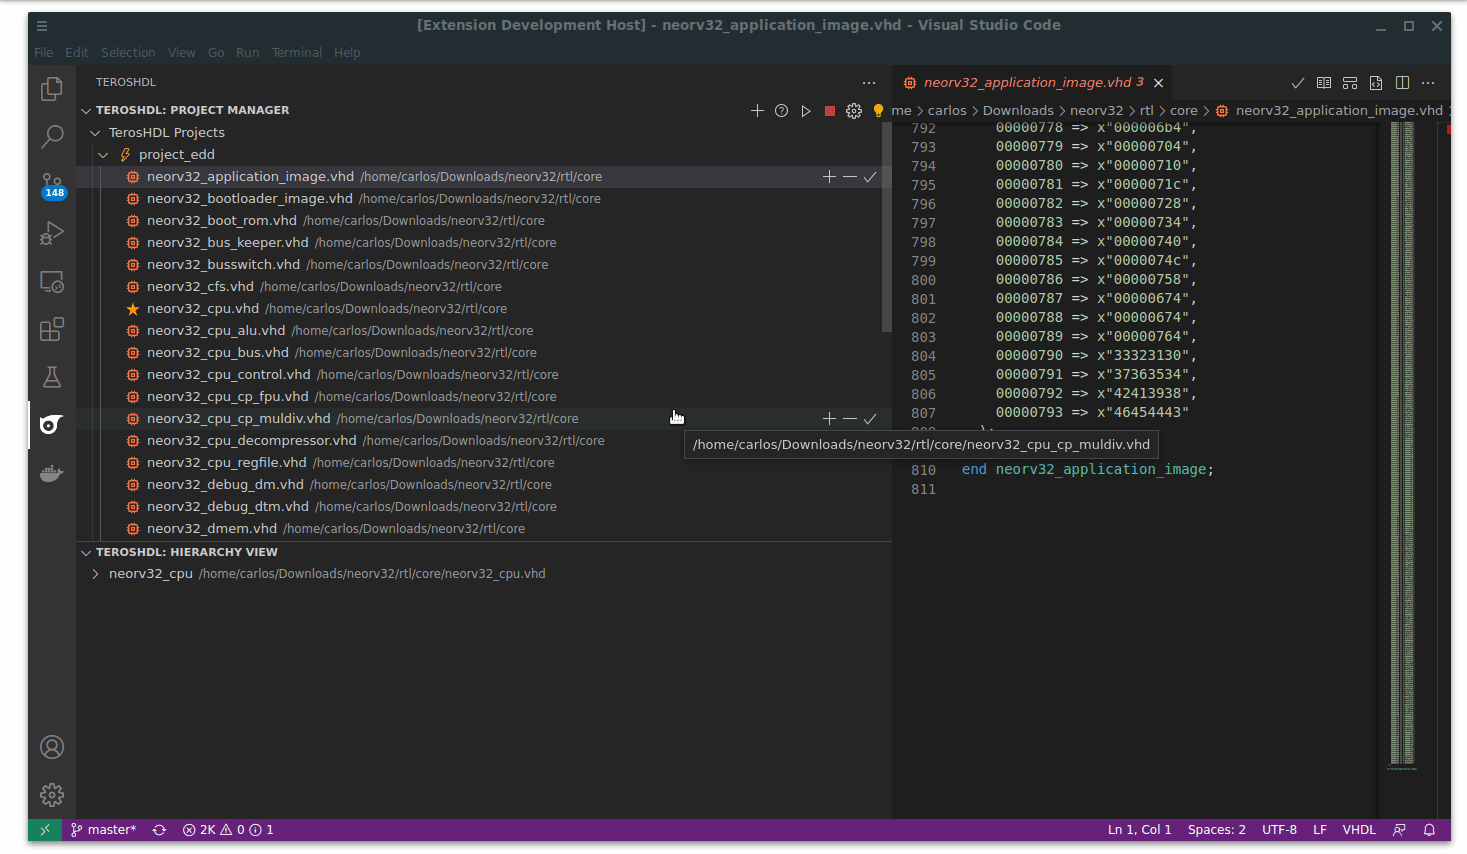 [Extension Development Host] - neorv32_application_image.vhd - Visual Studio Code
File Edit Selection View Go Run Terminal Help
TEROSHDL
TEROSHDL: PROJECT MANAGER
TerosHDL Projects
project_edd
neorv32_application_image.vhd /home/carlos/Downloads/neorv32/rtl/core
neorv32_bootloader_image.vhd /home/carlos/Downloads/neorv32/rtl/core
neorv32_boot_rom.vhd /home/carlos/Downloads/neorv32/rtl/core
neorv32_bus_keeper.vhd /home/carlos/Downloads/neorv32/rtl/core
neorv32_busswitch.vhd /home/carlos/Downloads/neorv32/rtl/core
neorv32_cfs.vhd /home/carlos/Downloads/neorv32/rtl/core
neorv32_cpu.vhd /home/carlos/Downloads/neorv32/rtl/core
neorv32_cpu_alu.vhd /home/carlos/Downloads/neorv32/rtl/core
neorv32_cpu_bus.vhd /home/carlos/Downloads/neorv32/rtl/core
neorv32_cpu_control.vhd /home/carlos/Downloads/neorv32/rtl/core
neorv32_cpu_cp_fpu.vhd /home/carlos/Downloads/neorv32/rtl/core
neorv32_cpu_cp_muldiv.vhd /home/carlos/Downloads/neorv32/rtl/core
neorv32_cpu_decompressor.vhd /home/carlos/Downloads/neorv32/rtl/core
neorv32_cpu_regfile.vhd /home/carlos/Downloads/neorv32/rtl/core
neorv32_debug_dm.vhd /home/carlos/Downloads/neorv32/rtl/core
neorv32_debug_dtm.vhd /home/carlos/Downloads/neorv32/rtl/core
neorv32_dmem.vhd /home/carlos/Downloads/neorv32/rtl/core
148
TEROSHDL: HIERARCHY VIEW
neorv32_cpu /home/carlos/Downloads/neorv32/rtl/core/neorv32_cpu.vhd
neorv32_application_image.vhd 3
me > carlos > Downloads > neorv32 > rtl > core > neorv32_application_image.vhd
792 00000778 => x"000006b4",
793 00000779 => x"00000704",
794 00000780 => x"00000710",
795 00000781 => x"0000071c",
796 00000782 => x"00000728",
797 00000783 => x"00000734",
798 00000784 => x"00000740",
799 00000785 => x"0000074c",
800 00000786 => x"00000758",
801 00000787 => x"00000674",
802 00000788 => x"00000674",
803 00000789 => x"00000764",
804 00000790 => x"33323130",
805 00000791 => x"37363534",
806 00000792 => x"42413938",
807 00000793 => x"46454443"
/home/carlos/Downloads/neorv32/rtl/core/neorv32_cpu_cp_muldiv.vhd
810 end neorv32_application_image;
811
master* 2K 0 1 Ln 1, Col 1 Spaces: 2 UTF-8 LF VHDL